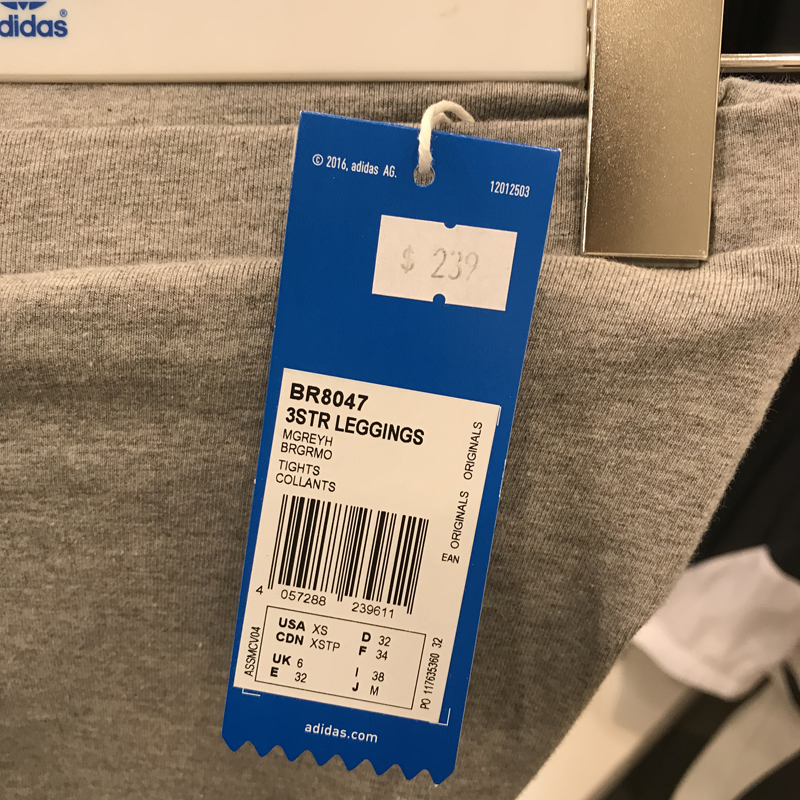 adidas®
© 2016, adidas AG.
12012503
$ 239
BR8047
3STR LEGGINGS
MGREYH
BRGRMO
TIGHTS
COLLANTS
ORIGINALS
ORIGINALS
EAN
4 057288 239611
ASSMCV04
USA XS D 32
CDN XSTP F 34
UK 6 I 38
E 32 J M
PO 117635360 32
adidas.com